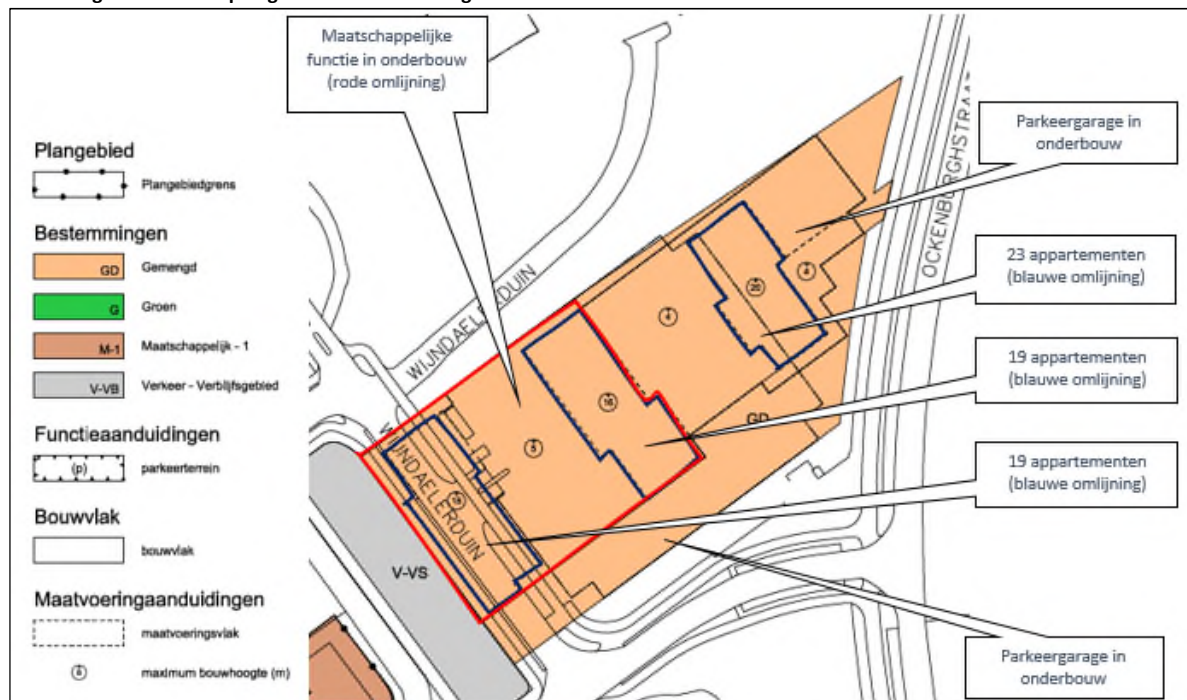 Maatschappelijke
functie in onderbouw
(rode omlijning)
Plangebied
Plangebiedgrens
Bestemmingen
GD Gemengd
G Groen
M-1 Maatschappelijk - 1
V-VB Verkeer - Verblijfsgebied
Functieaanduidingen
(p) parkeerterrein
Bouwvlak
bouwvlak
Maatvoeringaanduidingen
maatvoeringsvlak
maximum bouwhoogte (m)
Parkeergarage in
onderbouw
23 appartementen
(blauwe omlijning)
19 appartementen
(blauwe omlijning)
19 appartementen
(blauwe omlijning)
Parkeergarage in
onderbouw
WIJNDAELERDUIN
WIJNDAELERDUIN
OCKENBURGHSTRAAT
GD
V-VS
16